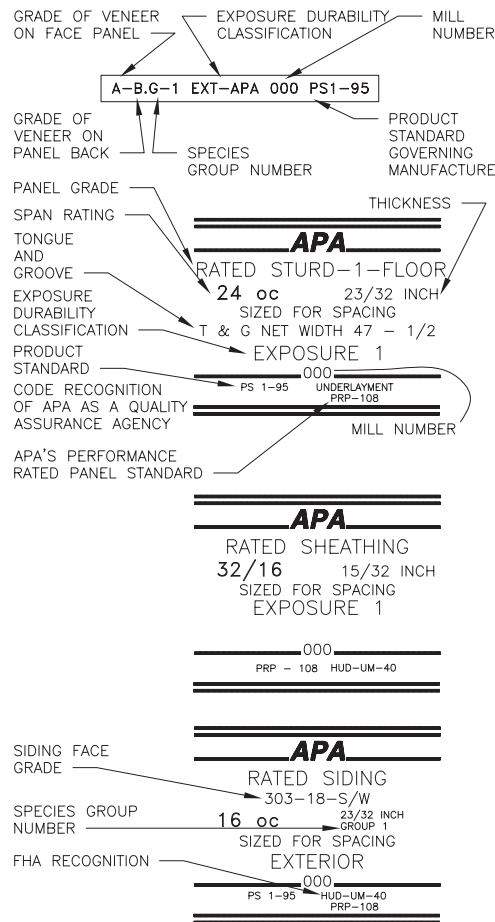 GRADE OF VENEER
ON FACE PANEL
EXPOSURE DURABILITY
CLASSIFICATION
MILL
NUMBER
A-B.G-1 EXT-APA 000 PS1-95
GRADE OF
VENEER ON
PANEL BACK
SPECIES
GROUP NUMBER
PRODUCT
STANDARD
GOVERNING
MANUFACTURE
PANEL GRADE
SPAN RATING
TONGUE
AND
GROOVE
EXPOSURE
DURABILITY
CLASSIFICATION
PRODUCT
STANDARD
CODE RECOGNITION
OF APA AS A QUALITY
ASSURANCE AGENCY
APA'S PERFORMANCE
RATED PANEL STANDARD
THICKNESS
APA
RATED STURD-1-FLOOR
24 oc 23/32 INCH
SIZED FOR SPACING
T & G NET WIDTH 47 - 1/2
EXPOSURE 1
000
PS 1-95 UNDERLAYMENT
PRP-108
MILL NUMBER
APA
RATED SHEATHING
32/16 15/32 INCH
SIZED FOR SPACING
EXPOSURE 1
000
PRP - 108 HUD-UM-40
SIDING FACE
GRADE
SPECIES GROUP
NUMBER
FHA RECOGNITION
APA
RATED SIDING
303-18-S/W
16 oc 23/32 INCH
GROUP 1
SIZED FOR SPACING
EXTERIOR
000
PS 1-95 HUD-UM-40
PRP-108